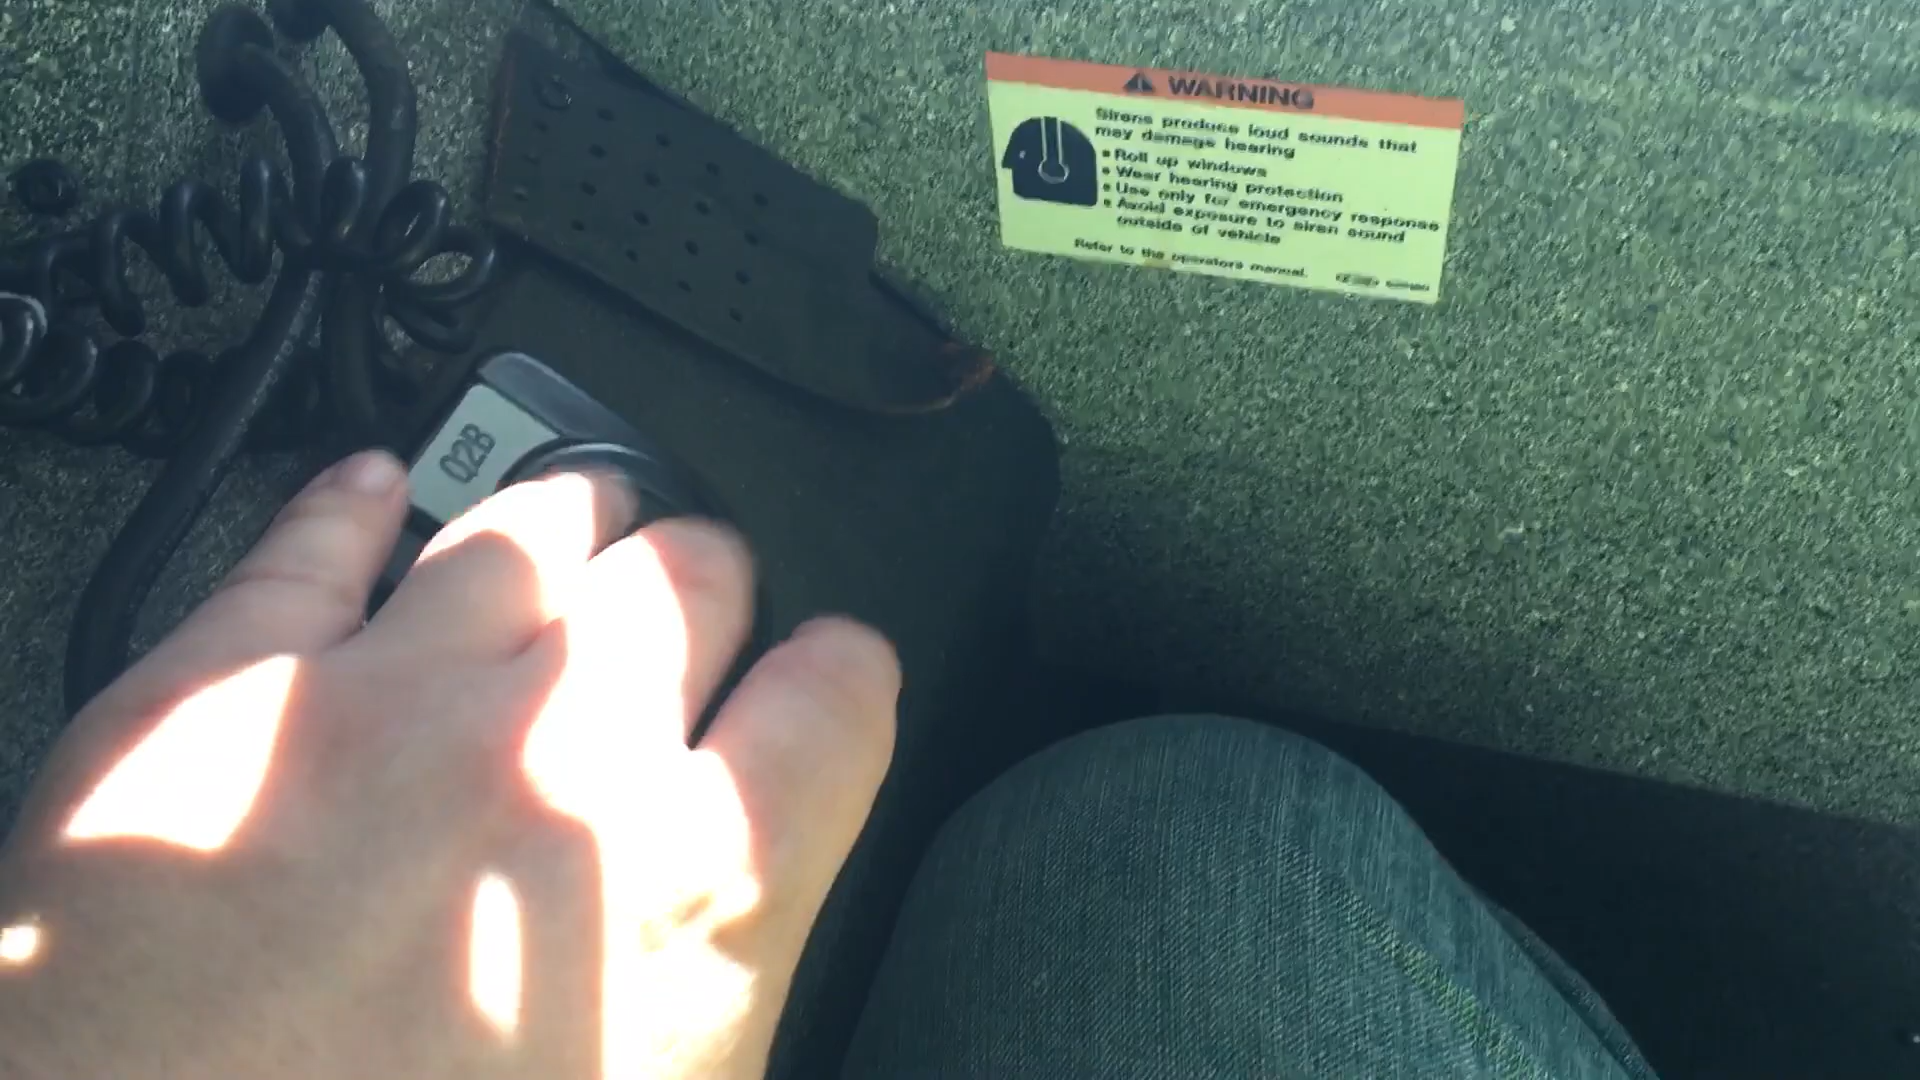 WARNING
Sirens produce loud sounds that
may damage hearing
• Roll up windows
• Wear hearing protection
• Use only for emergency response
• Avoid exposure to siren sound
outside of vehicle
Refer to the operators manual.
Q2B